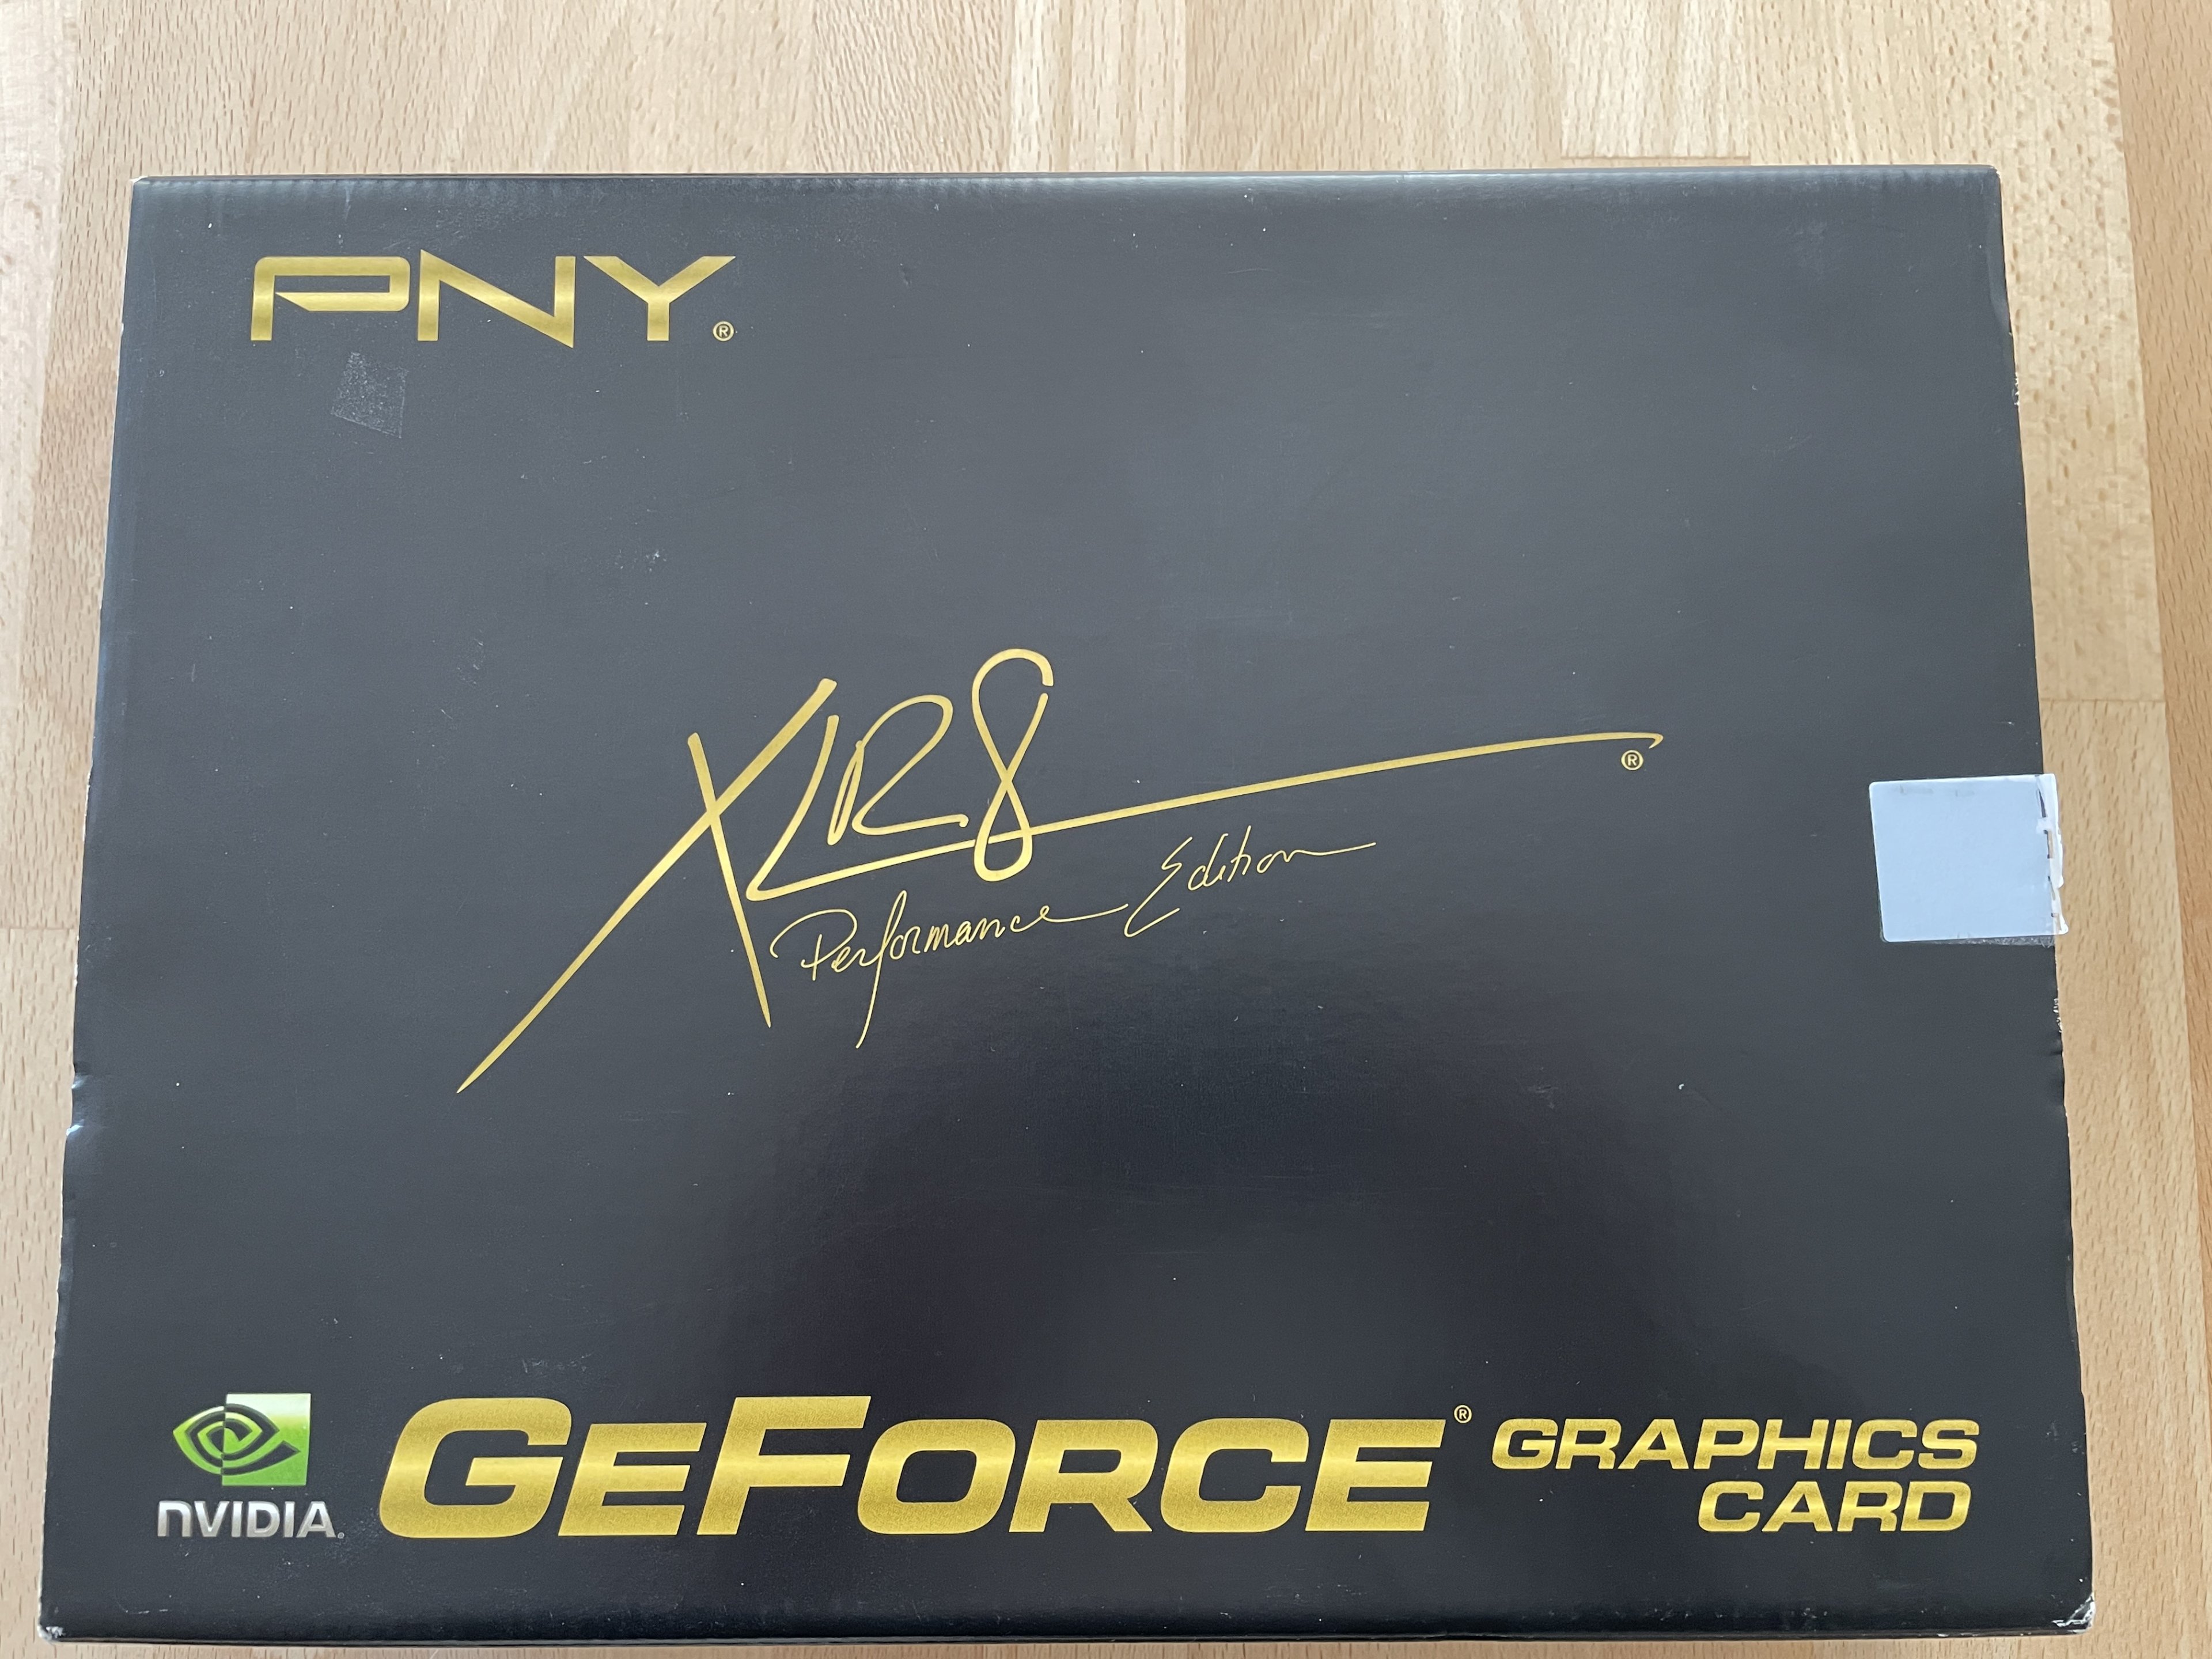 PNY®
XLR8®
Performance Edition
NVIDIA. GEFORCE® GRAPHICS
CARD